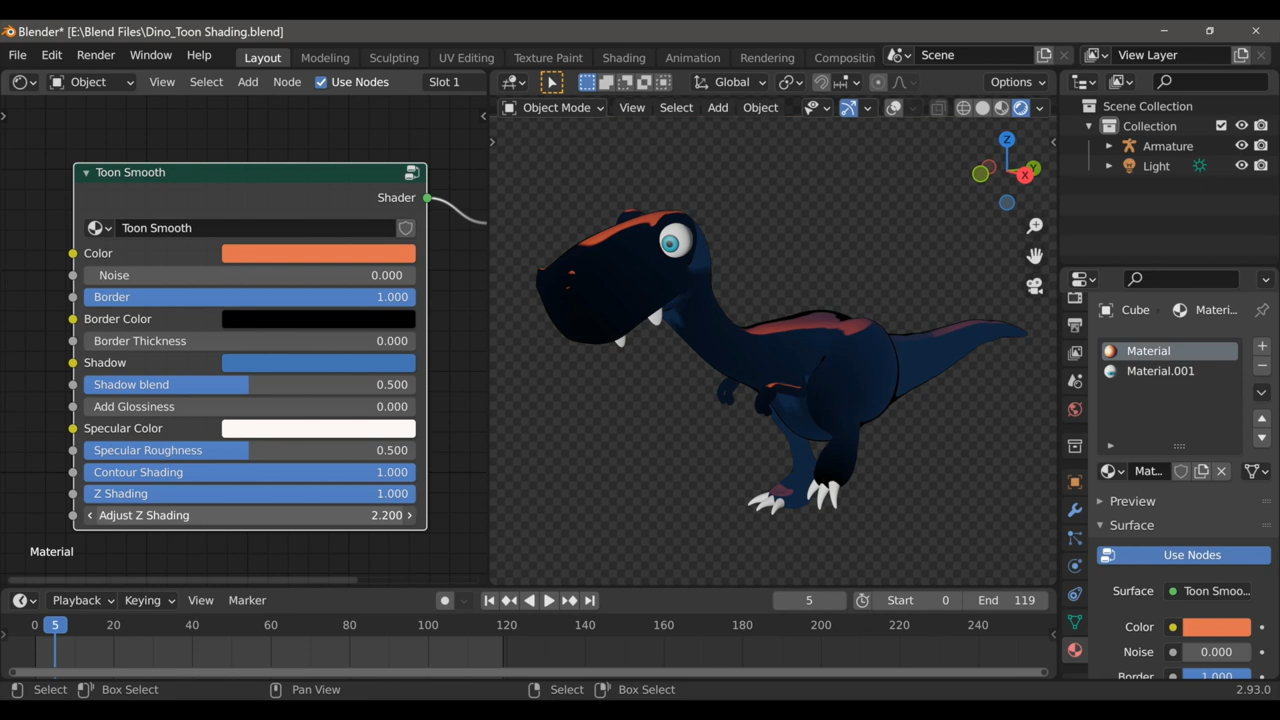 Blender* [E:\Blend Files\Dino_Toon Shading.blend]
File Edit Render Window Help Layout Modeling Sculpting UV Editing Texture Paint Shading Animation Rendering Compositin Scene View Layer
Object View Select Add Node Use Nodes Slot 1
Global Options
Object Mode View Select Add Object
Z
Y
X
Toon Smooth
Shader
Toon Smooth
Color
Noise 0.000
Border 1.000
Border Color
Border Thickness 0.000
Shadow
Shadow blend 0.500
Add Glossiness 0.000
Specular Color
Specular Roughness 0.500
Contour Shading 1.000
Z Shading 1.000
Adjust Z Shading 2.200
Material
Scene Collection
Collection
Armature
Light
Cube Materi...
Material
Material.001
Mat...
Preview
Surface
Use Nodes
Surface Toon Smoo...
Color
Noise 0.000
Border 1.000
Playback Keying View Marker 5 Start 0 End 119
0 5 20 40 60 80 100 120 140 160 180 200 220 240
Select Box Select Pan View Select Box Select 2.93.0